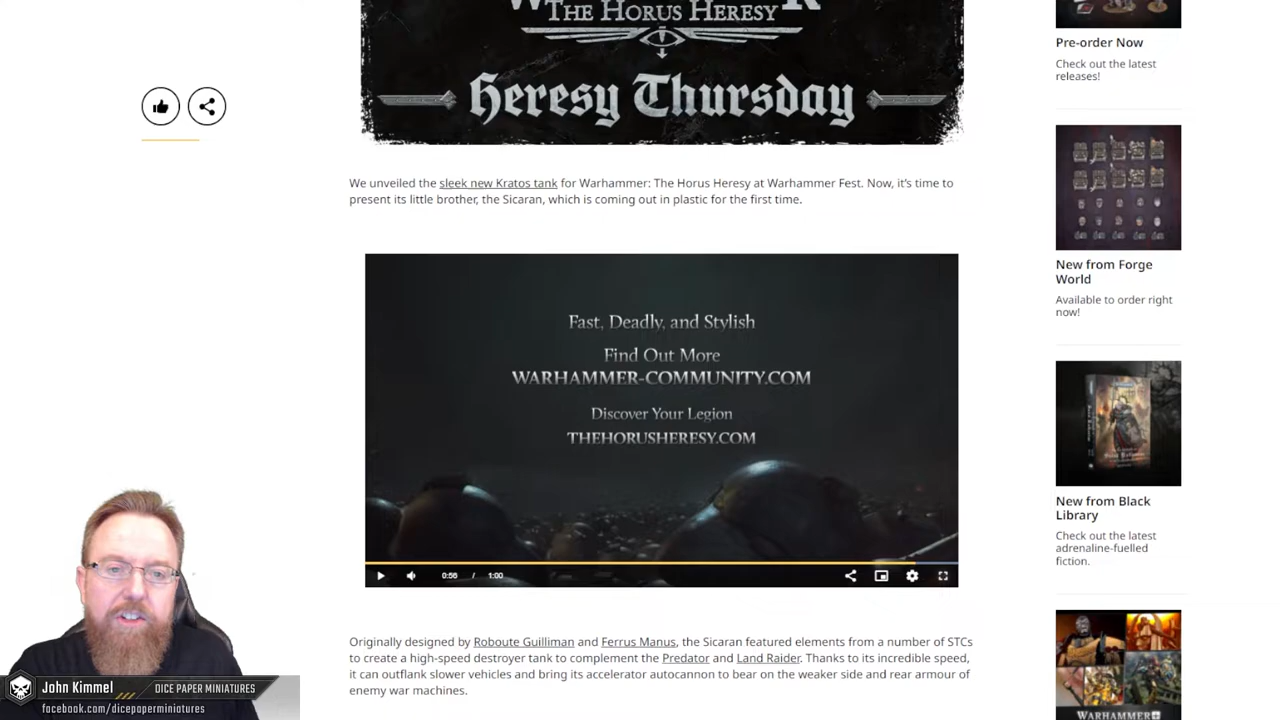 THE HORUS HERESY
Heresy Thursday
We unveiled the sleek new Kratos tank for Warhammer: The Horus Heresy at Warhammer Fest. Now, it's time to
present its little brother, the Sicaran, which is coming out in plastic for the first time.
Fast, Deadly, and Stylish
Find Out More
WARHAMMER-COMMUNITY.COM
Discover Your Legion
THEHORUSHERESY.COM
0:56 / 1:00
Originally designed by Roboute Guilliman and Ferrus Manus, the Sicaran featured elements from a number of STCs
to create a high-speed destroyer tank to complement the Predator and Land Raider. Thanks to its incredible speed,
it can outflank slower vehicles and bring its accelerator autocannon to bear on the weaker side and rear armour of
enemy war machines.
Pre-order Now
Check out the latest
releases!
New from Forge
World
Available to order right
now!
New from Black
Library
Check out the latest
adrenaline-fuelled
fiction.
WARHAMMER+
John Kimmel
DICE PAPER MINIATURES
facebook.com/dicepaperminiatures